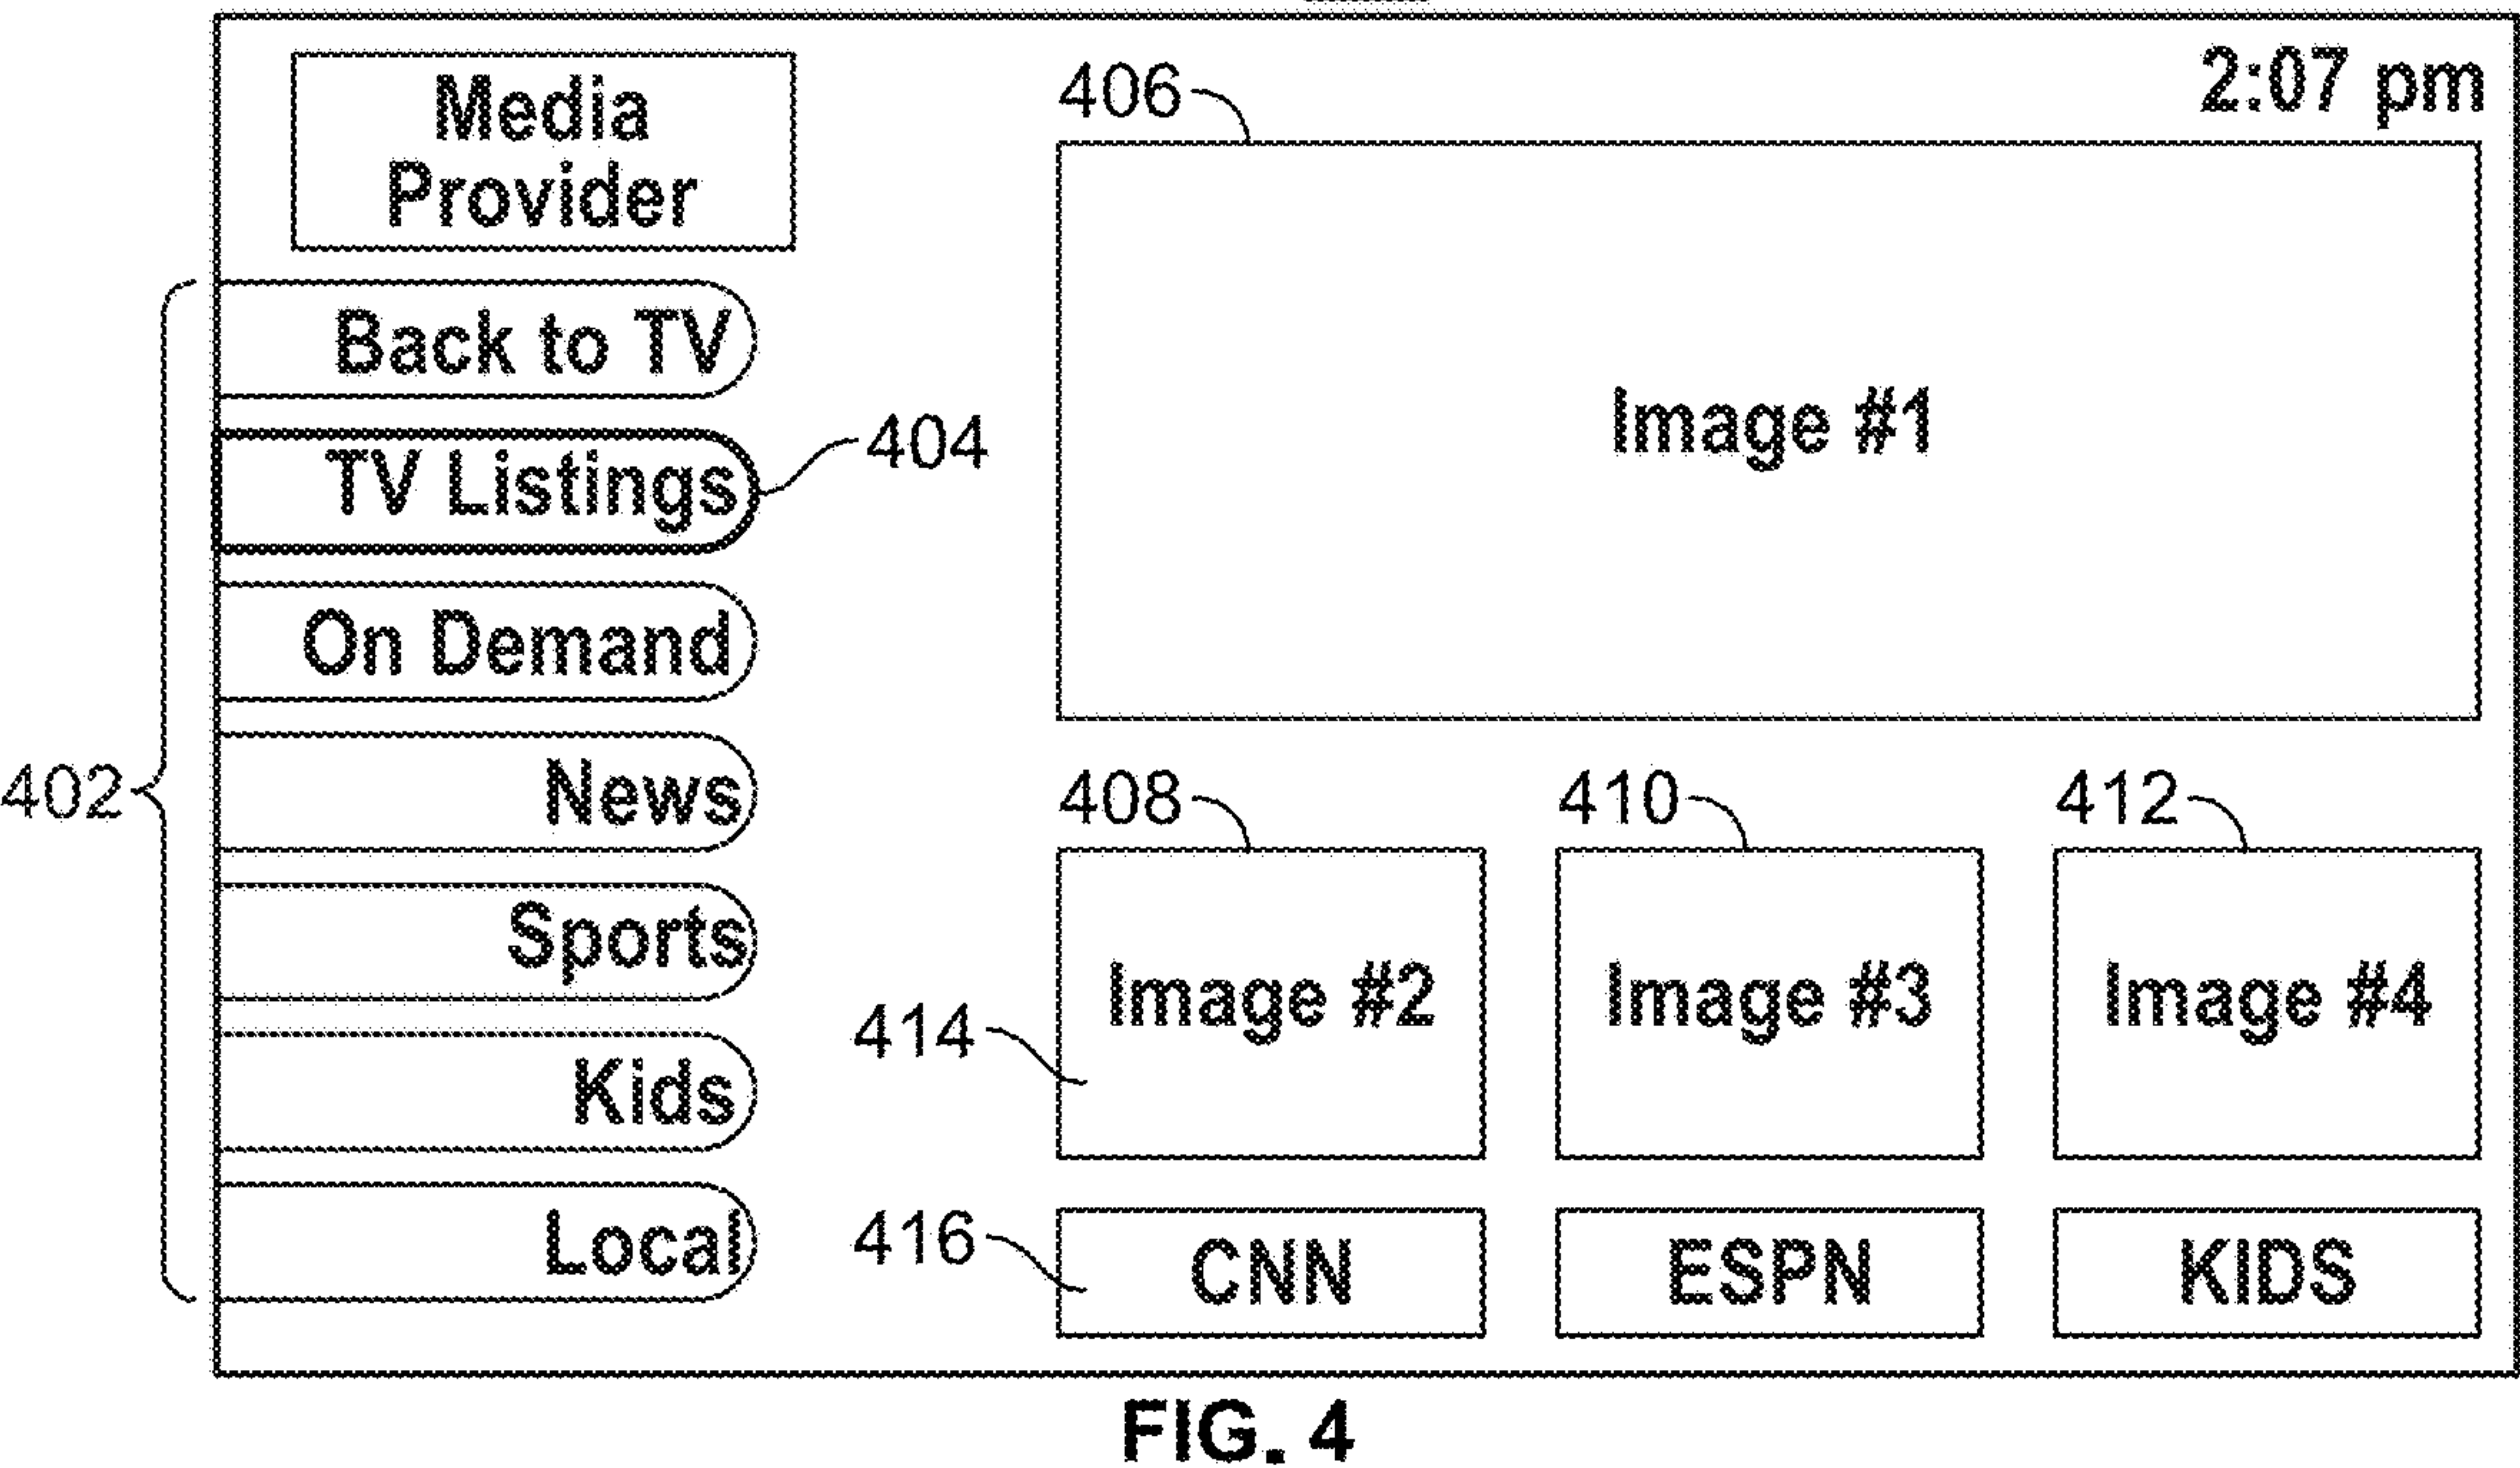 2:07 pm
Media
Provider
406
Back to TV
TV Listings
404
Image #1
On Demand
News
402
408
410
412
Sports
Image #2
Image #3
Image #4
414
Kids
Local
416
CNN
ESPN
KIDS
FIG. 4